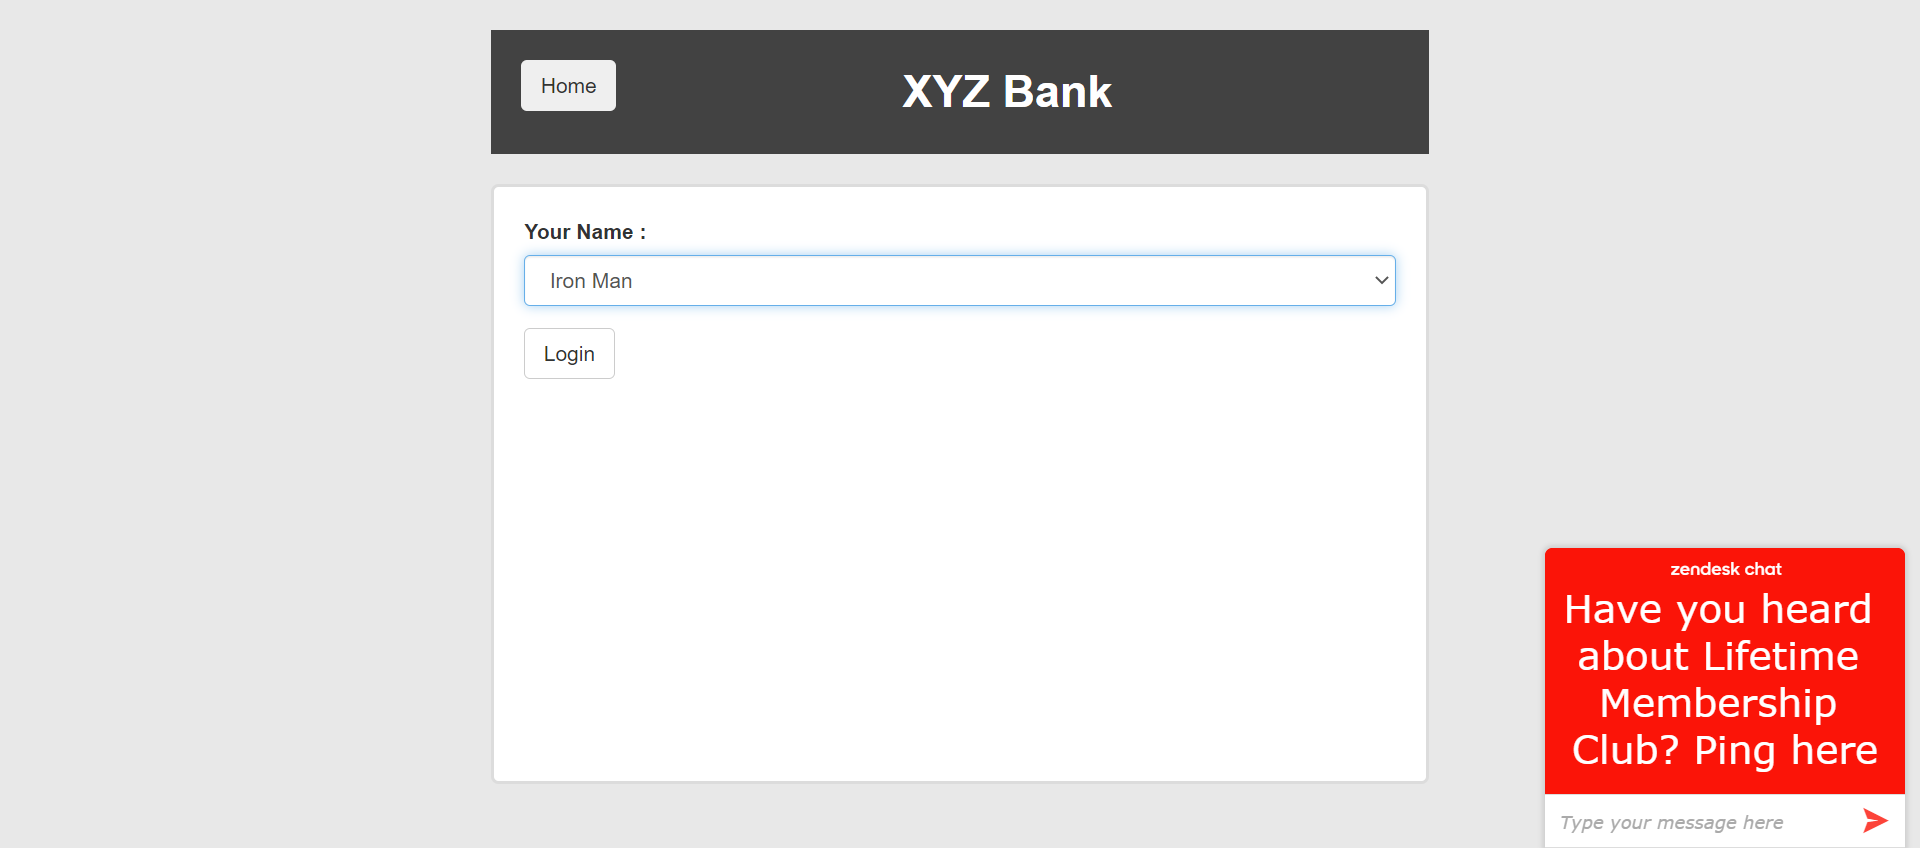 Home
XYZ Bank
Your Name :
Iron Man
Login
zendesk chat
Have you heard
about Lifetime
Membership
Club? Ping here
Type your message here